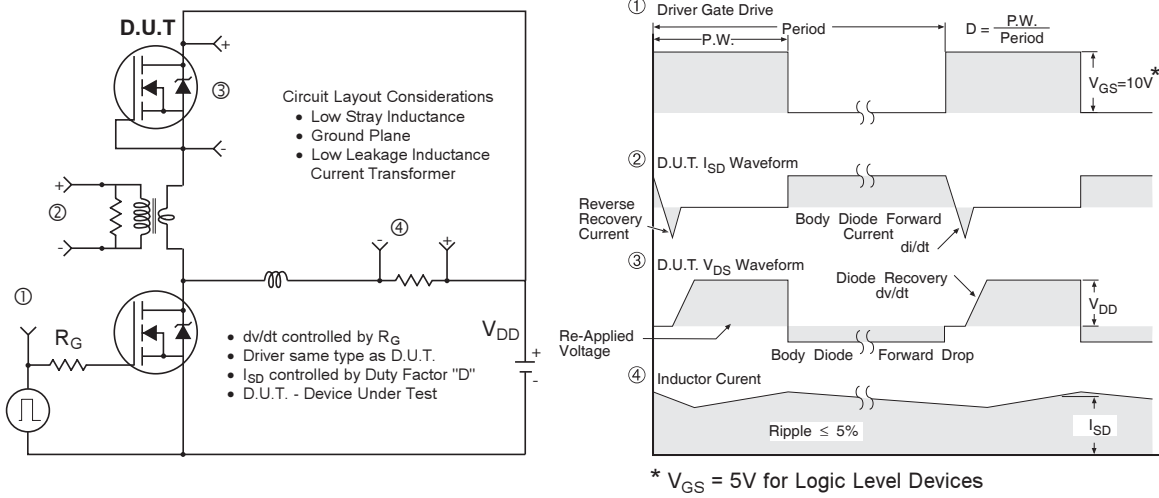 D.U.T
+
③
-
Circuit Layout Considerations
• Low Stray Inductance
• Ground Plane
• Low Leakage Inductance
Current Transformer
+
②
-
④
-
+
①
R_G
V_DD
+
-
• dv/dt controlled by R_G
• Driver same type as D.U.T.
• I_SD controlled by Duty Factor "D"
• D.U.T. - Device Under Test
① Driver Gate Drive
P.W.
Period
D = P.W. / Period
V_GS=10V *
② D.U.T. I_SD Waveform
Reverse
Recovery
Current
Body Diode Forward
Current
di/dt
③ D.U.T. V_DS Waveform
Diode Recovery
dv/dt
V_DD
Re-Applied
Voltage
Body Diode Forward Drop
④ Inductor Curent
Ripple ≤ 5%
I_SD
* V_GS = 5V for Logic Level Devices